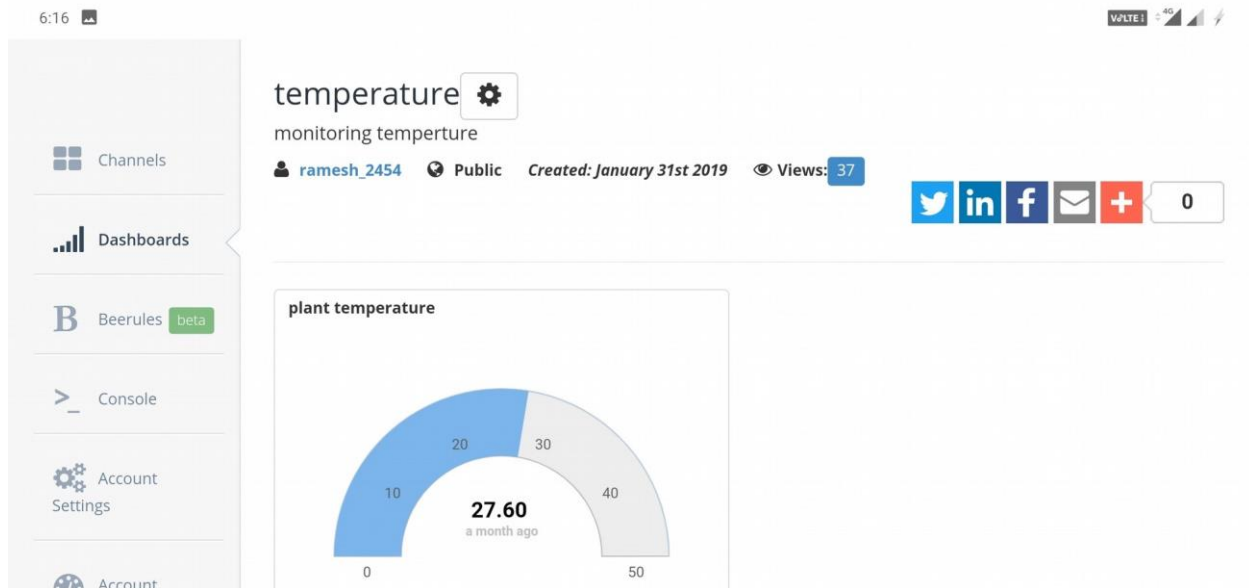 6:16
VoLTE 4G
temperature
monitoring temperture
ramesh_2454 Public Created: January 31st 2019 Views: 37
in f + 0
Channels
Dashboards
B Beerules beta
>_ Console
Account
Settings
Account
plant temperature
20 30
10 40
27.60
a month ago
0 50